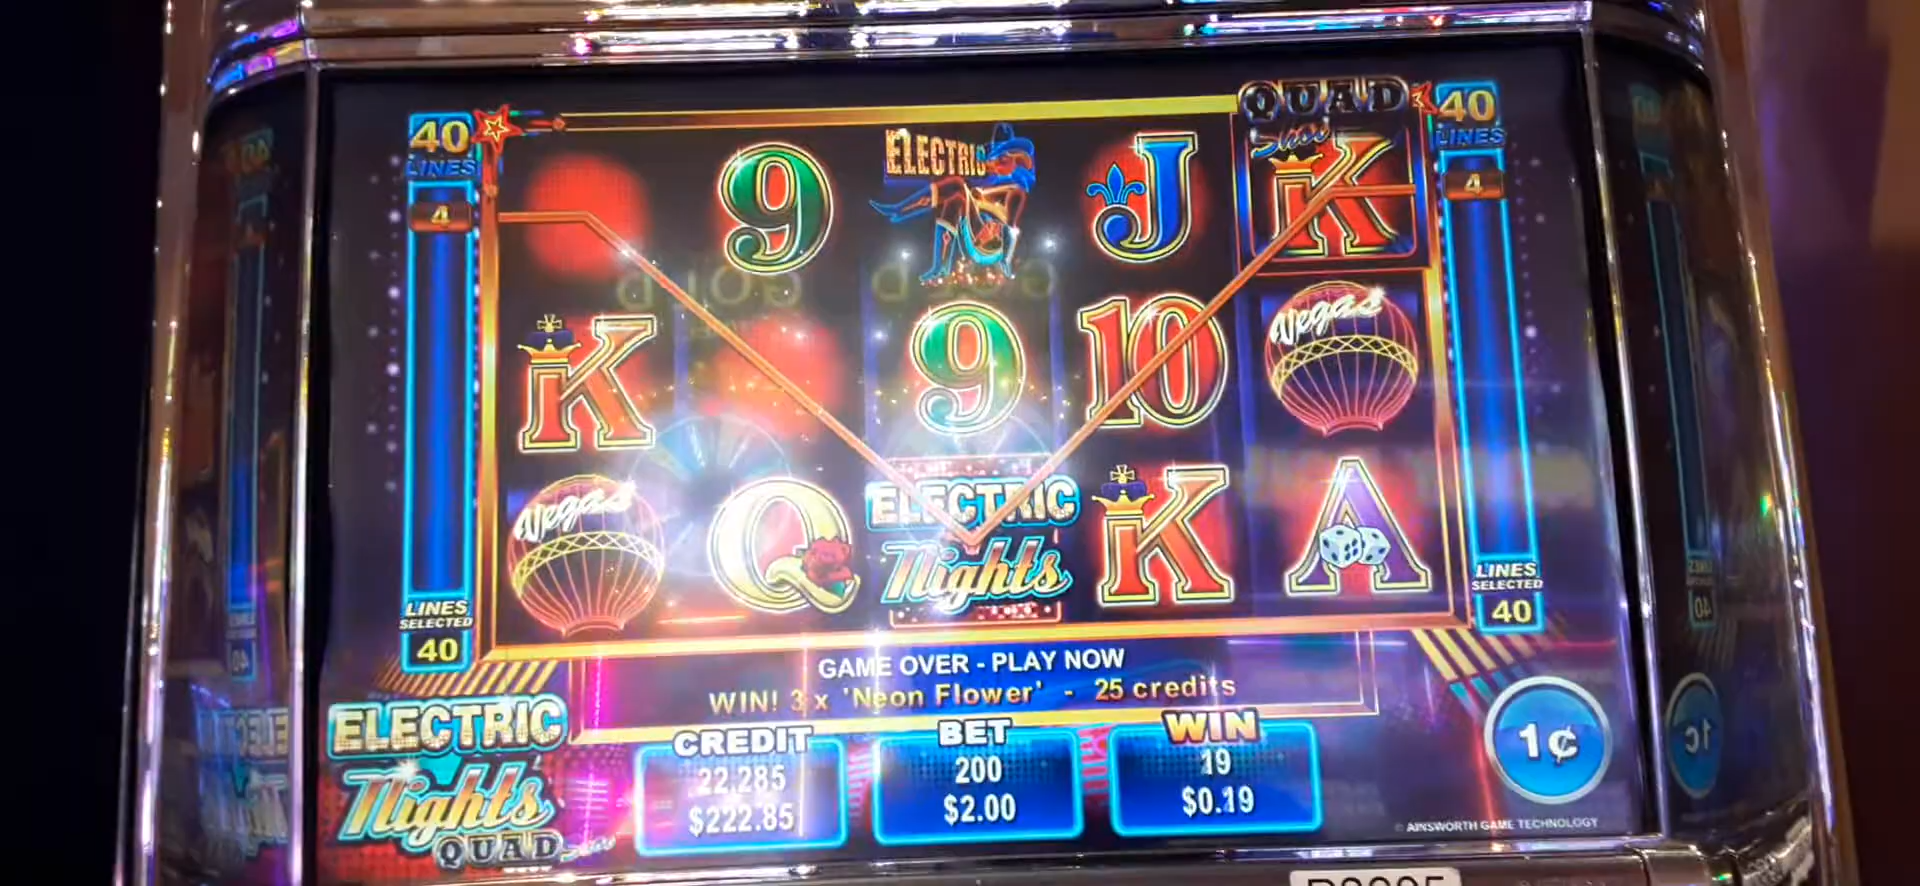 QUAD
Shot
40
LINES
4
40
LINES
4
9
ELECTRIC
J
K
K
9
10
Vegas
Vegas
Q
ELECTRIC
Nights
K
A
LINES
SELECTED
40
LINES
SELECTED
40
GAME OVER - PLAY NOW
WIN! 3 x 'Neon Flower' - 25 credits
ELECTRIC
Nights
QUAD
Shot
CREDIT
22,285
$222.85
BET
200
$2.00
WIN
19
$0.19
1¢
© AINSWORTH GAME TECHNOLOGY